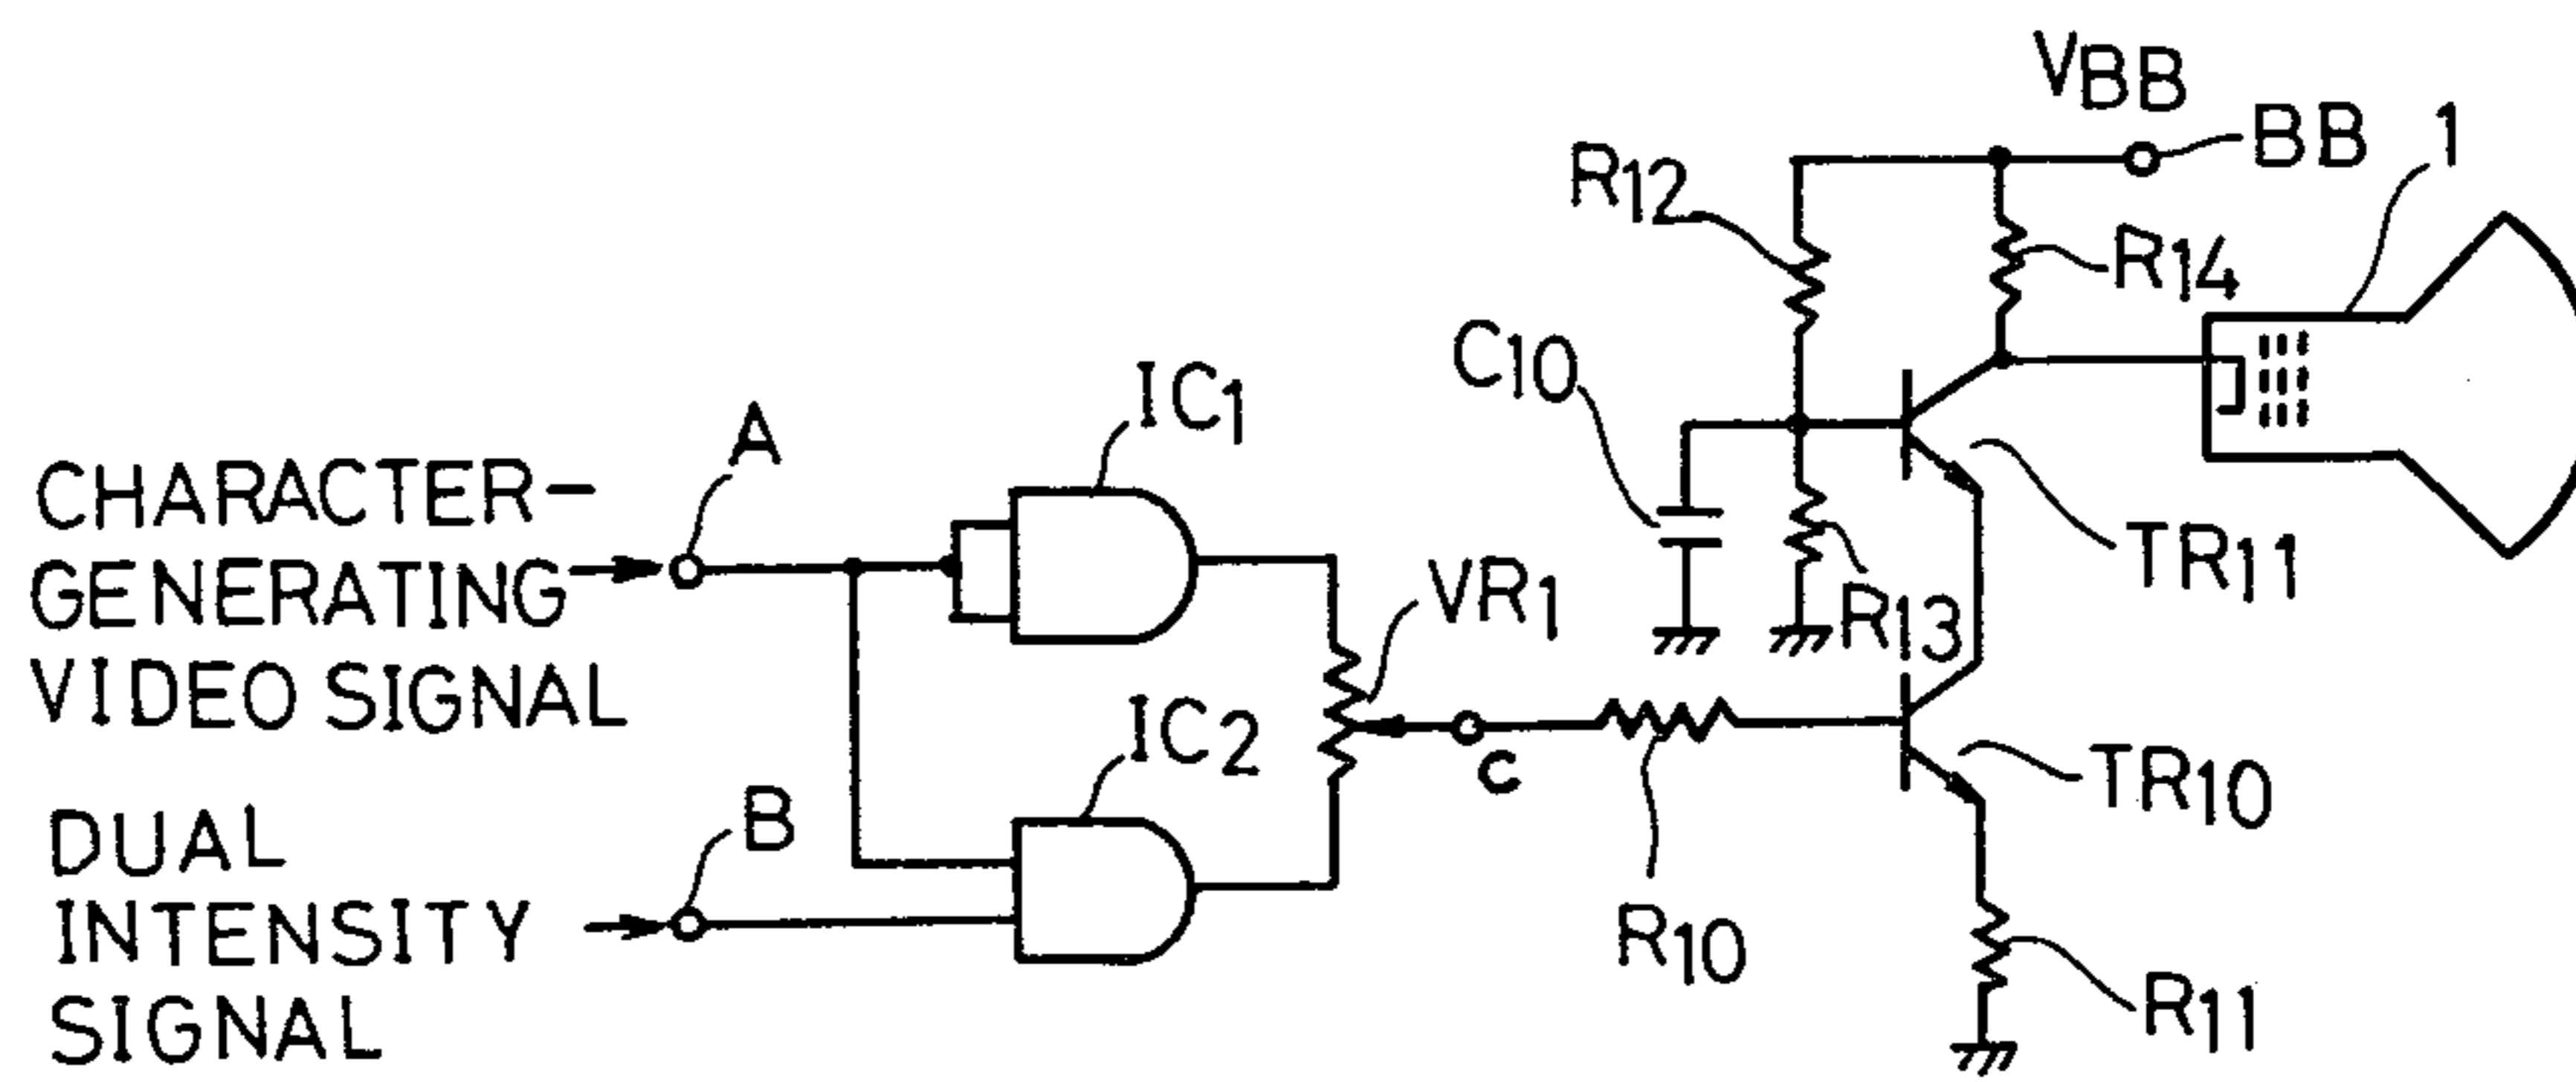 CHARACTER-
GENERATING
VIDEO SIGNAL
A
DUAL
INTENSITY
SIGNAL
B
IC1
IC2
VR1
C
R10
C10
R12
R13
VBB
BB
R14
1
TR11
TR10
R11